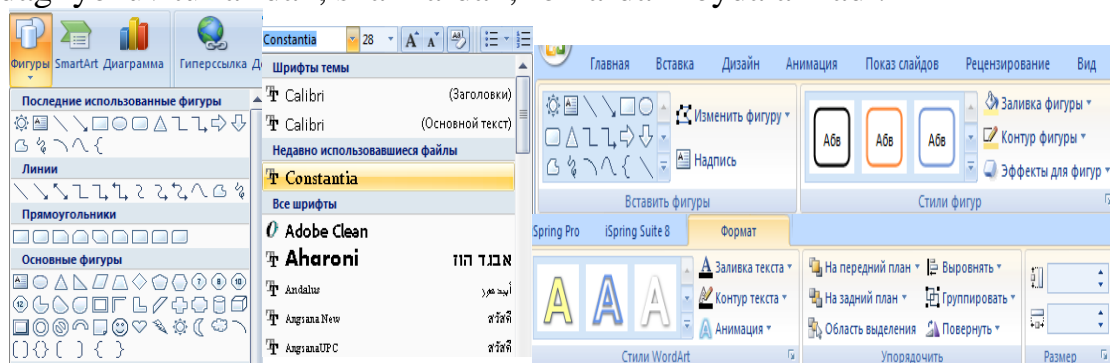 Фигуры SmartArt Диаграмма Гиперссылка
Последние использованные фигуры
Линии
Прямоугольники
Основные фигуры
Constantia 28
Шрифты темы
Calibri (Заголовки)
Calibri (Основной текст)
Недавно использовавшиеся файлы
Constantia
Все шрифты
Adobe Clean
Aharoni אבגד הוז
Andalus أبجد هوز
Angsana New สวัสดี
AngsanaUPC สวัสดี
Главная Вставка Дизайн Анимация Показ слайдов Рецензирование Вид
Изменить фигуру
Надпись
Вставить фигуры
Абв Абв Абв
Заливка фигуры
Контур фигуры
Эффекты для фигур
Стили фигур
Spring Pro iSpring Suite 8 Формат
A A A
Заливка текста
Контур текста
Анимация
Стили WordArt
На передний план Выровнять
На задний план Группировать
Область выделения Повернуть
Упорядочить
Размер